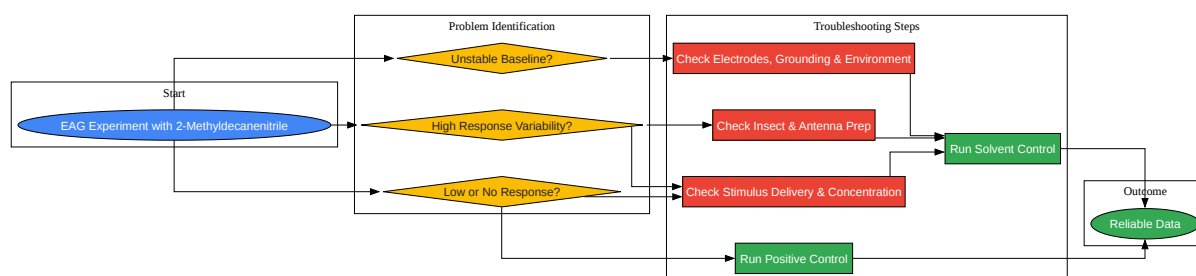 Start
EAG Experiment with 2-Methyldecanenitrile
Problem Identification
Unstable Baseline?
High Response Variability?
Low or No Response?
Troubleshooting Steps
Check Electrodes, Grounding & Environment
Check Insect & Antenna Prep
Run Solvent Control
Check Stimulus Delivery & Concentration
Run Positive Control
Outcome
Reliable Data